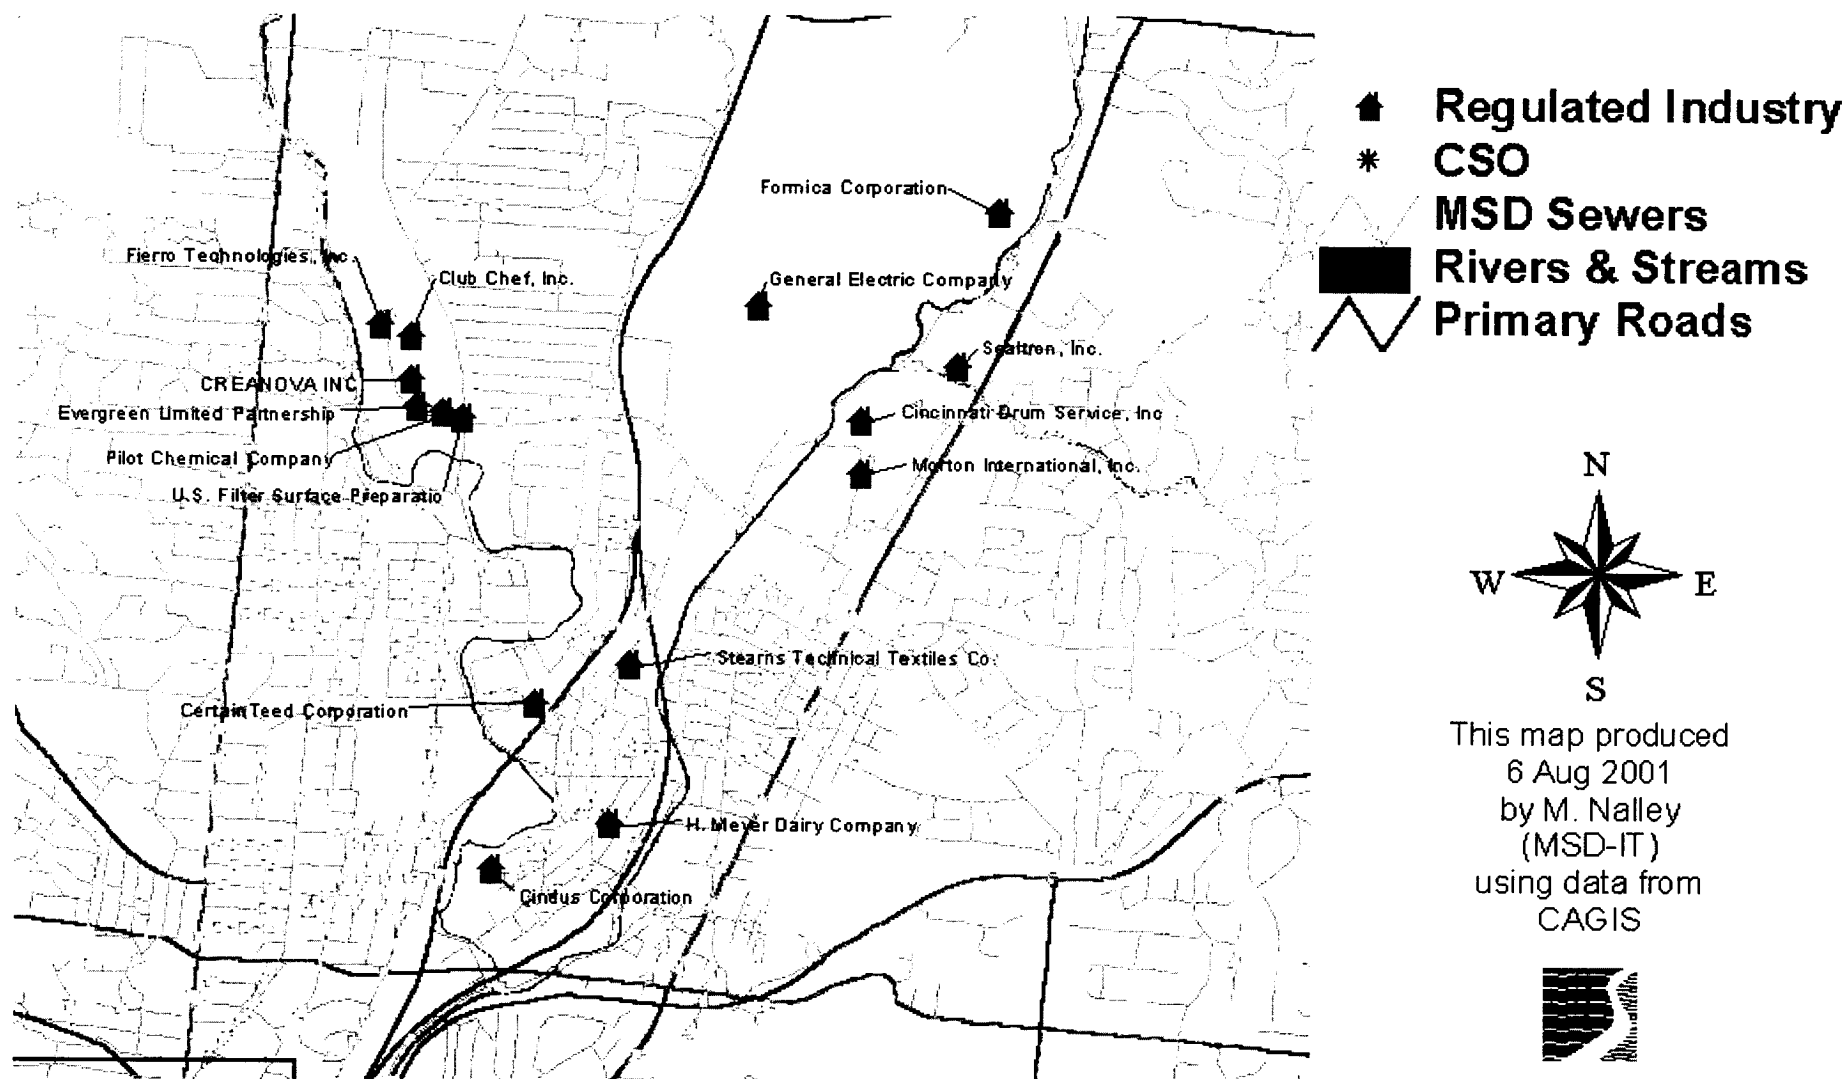 Regulated Industry
CSO
MSD Sewers
Rivers & Streams
Primary Roads
Formica Corporation
Fierro Technologies, Inc.
Club Chef, Inc.
General Electric Company
Sealtron, Inc.
CREANOVA INC
Evergreen Limited Partnership
Cincinnati Drum Service, Inc
Pilot Chemical Company
Morton International, Inc.
U.S. Filter Surface Preparatio
Stearns Technical Textiles Co.
CertainTeed Corporation
H. Meyer Dairy Company
Cindus Corporation
N
W
E
S
This map produced
6 Aug 2001
by M. Nalley
(MSD-IT)
using data from
CAGIS